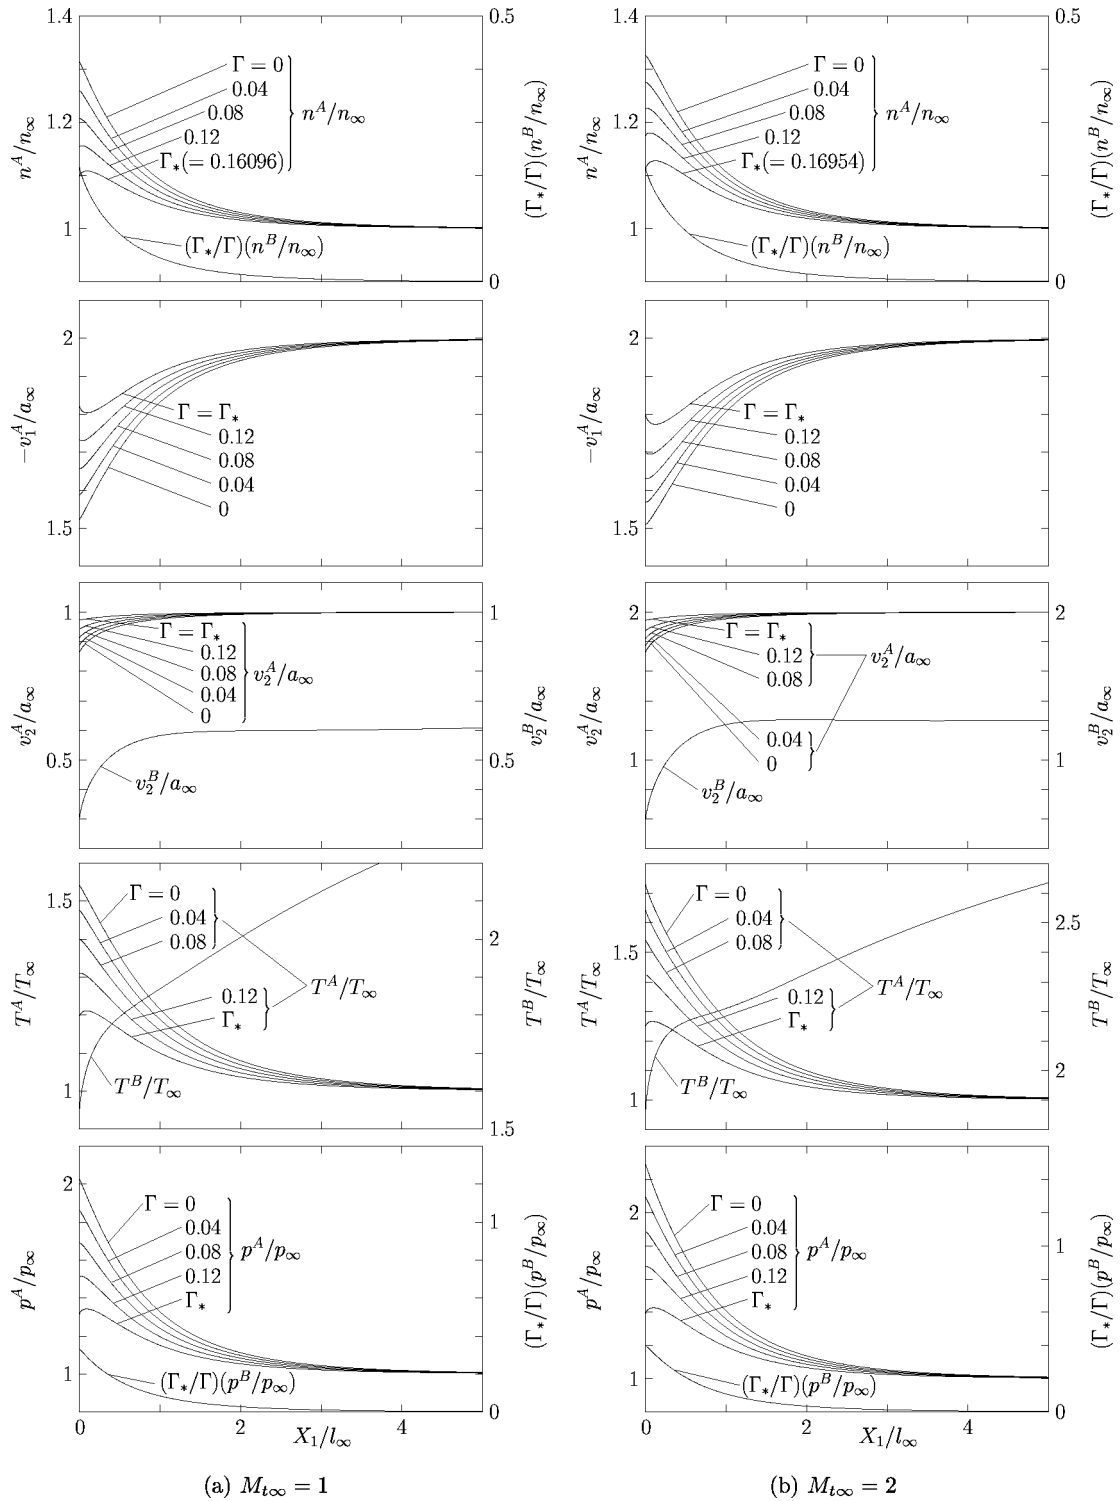 1.4
1.2
1
n^A/n_∞
Γ = 0
0.04
0.08
0.12
Γ_*(= 0.16096)
n^A/n_∞
(Γ_*/Γ)(n^B/n_∞)
0.5
0
(Γ_*/Γ)(n^B/n_∞)
1.4
1.2
1
n^A/n_∞
Γ = 0
0.04
0.08
0.12
Γ_*(= 0.16954)
n^A/n_∞
(Γ_*/Γ)(n^B/n_∞)
0.5
0
(Γ_*/Γ)(n^B/n_∞)
2
1.5
−v_1^A/a_∞
Γ = Γ_*
0.12
0.08
0.04
0
2
1.5
−v_1^A/a_∞
Γ = Γ_*
0.12
0.08
0.04
0
1
0.5
v_2^A/a_∞
Γ = Γ_*
0.12
0.08
0.04
0
v_2^A/a_∞
v_2^B/a_∞
1
0.5
v_2^B/a_∞
2
1
v_2^A/a_∞
Γ = Γ_*
0.12
0.08
v_2^A/a_∞
0.04
0
v_2^B/a_∞
2
1
v_2^B/a_∞
1.5
1
T^A/T_∞
Γ = 0
0.04
0.08
0.12
Γ_*
T^A/T_∞
T^B/T_∞
2
1.5
T^B/T_∞
1.5
1
T^A/T_∞
Γ = 0
0.04
0.08
0.12
Γ_*
T^A/T_∞
T^B/T_∞
2.5
2
T^B/T_∞
2
1
p^A/p_∞
Γ = 0
0.04
0.08
0.12
Γ_*
p^A/p_∞
(Γ_*/Γ)(p^B/p_∞)
1
0
(Γ_*/Γ)(p^B/p_∞)
0 2 4
X_1/l_∞
2
1
p^A/p_∞
Γ = 0
0.04
0.08
0.12
Γ_*
p^A/p_∞
(Γ_*/Γ)(p^B/p_∞)
1
0
(Γ_*/Γ)(p^B/p_∞)
0 2 4
X_1/l_∞
(a) M_{t∞} = 1
(b) M_{t∞} = 2